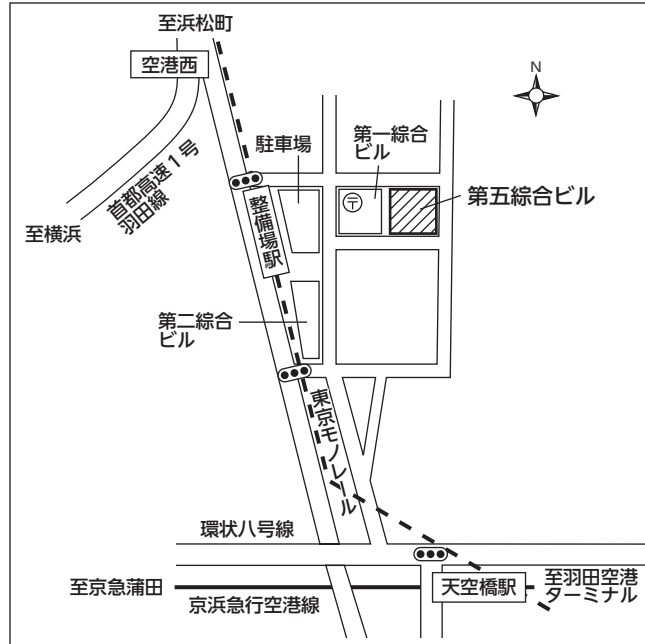 至浜松町
空港西
N
駐車場
第一綜合
ビル
〒
第五綜合ビル
首都高速1号
羽田線
至横浜
整備場駅
第二綜合
ビル
東京モノレール
環状八号線
至京急蒲田
京浜急行空港線
天空橋駅
至羽田空港
ターミナル